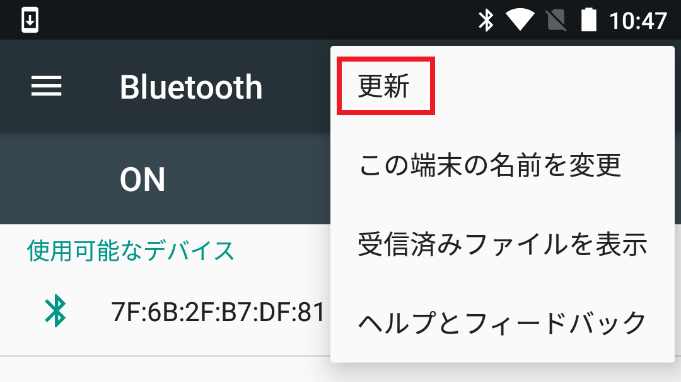 10:47
Bluetooth
更新
この端末の名前を変更
ON
受信済みファイルを表示
使用可能なデバイス
7F:6B:2F:B7:DF:81
ヘルプとフィードバック